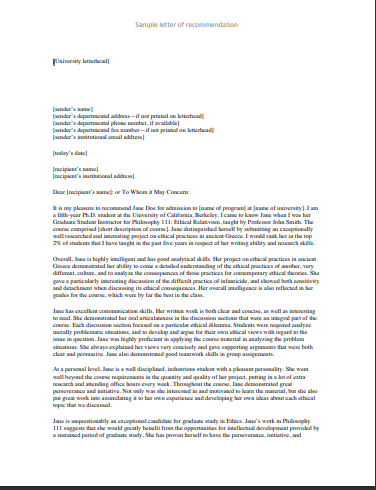 Sample letter of recommendation
[University letterhead]
[sender's name]
[sender's departmental address—if not printed on letterhead]
[sender's departmental phone number, if available]
[sender's departmental fax number—if not printed on letterhead]
[sender's institutional email address]
[today's date]
[recipient's name]
[recipient's institutional address]
Dear [recipient's name]: or To Whom it May Concern:
It is my pleasure to recommend Jane Doe for admission to [name of program] at [name of university]. I am
a fifth-year Ph.D. student at the University of California, Berkeley. I came to know Jane when I was her
Graduate Student Instructor for Philosophy 111: Ethical Relativism, taught by Professor John Smith. The
course comprised [short description of course]. Jane distinguished herself by submitting an exceptionally
well researched and interesting project on ethical practices in ancient Greece. I would rank her in the top
2% of students that I have taught in the past five years in respect of her writing ability and research skills.
Overall, Jane is highly intelligent and has good analytical skills. Her project on ethical practices in ancient
Greece demonstrated her ability to come to a detailed understanding of the ethical practices of another, very
different, culture, and to analyze the consequences of those practices for contemporary ethical theories. She
gave a particularly interesting discussion of the difficult practice of infanticide, and showed both sensitivity
and detachment when discussing its ethical consequences. Her overall intelligence is also reflected in her
grades for the course, which were by far the best in the class.
Jane has excellent communication skills. Her written work is both clear and concise, as well as interesting
to read. She demonstrated her oral articulateness in the discussion sections that were an integral part of the
course. Each discussion section focused on a particular ethical dilemma. Students were required analyze
morally problematic situations, and to develop and argue for their own ethical views with regard to the
issue in question. Jane was highly proficient in applying the course material in analyzing the problem
situations. She always explained her views very concisely and gave supporting arguments that were both
clear and persuasive. Jane also demonstrated good teamwork skills in group assignments.
At a personal level, Jane is a well disciplined, industrious student with a pleasant personality. She went
well beyond the course requirements in the quantity and quality of her project, putting in a lot of extra
research and attending office hours every week. Throughout the course, Jane demonstrated great
perseverance and initiative. Not only was she interested in and motivated to learn the material, but she also
put great work into assimilating it to her own experience and developing her own ideas about each ethical
topic that we discussed.
Jane is unquestionably an exceptional candidate for graduate study in Ethics. Jane's work in Philosophy
111 suggests that she would greatly benefit from the opportunities for intellectual development provided by
a sustained period of graduate study. She has proven herself to have the perseverance, initiative, and